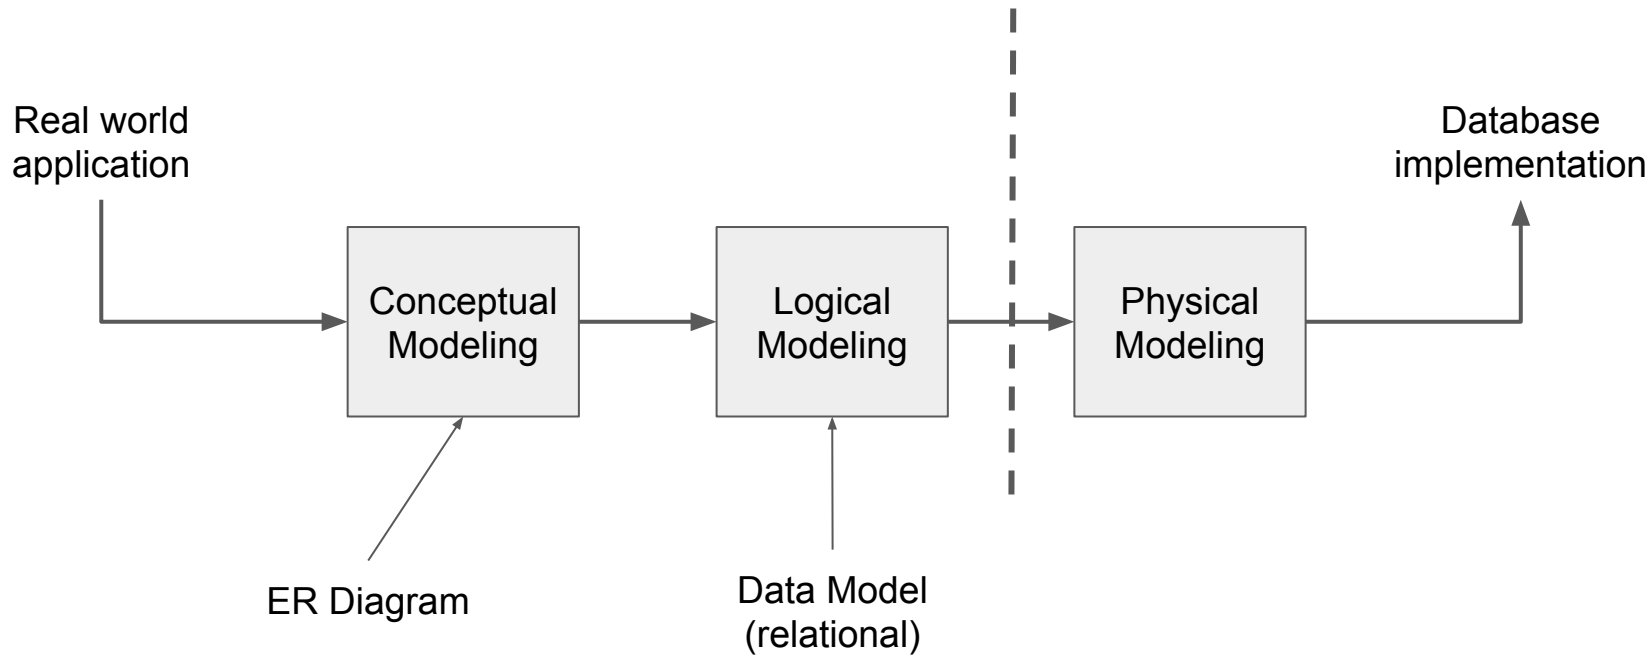 Real world
application
Database
implementation
Conceptual
Modeling
Logical
Modeling
Physical
Modeling
ER Diagram
Data Model
(relational)